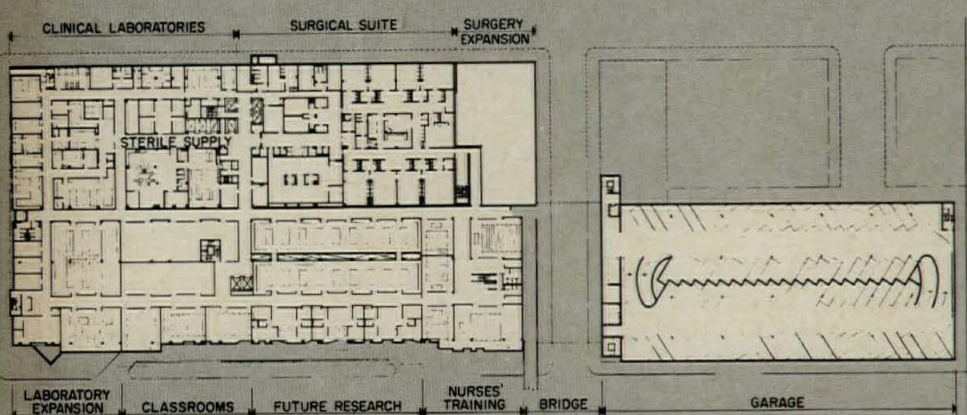 CLINICAL LABORATORIES
SURGICAL SUITE
SURGERY
EXPANSION
STERILE SUPPLY
LABORATORY
EXPANSION
CLASSROOMS
FUTURE RESEARCH
NURSES'
TRAINING
BRIDGE
GARAGE